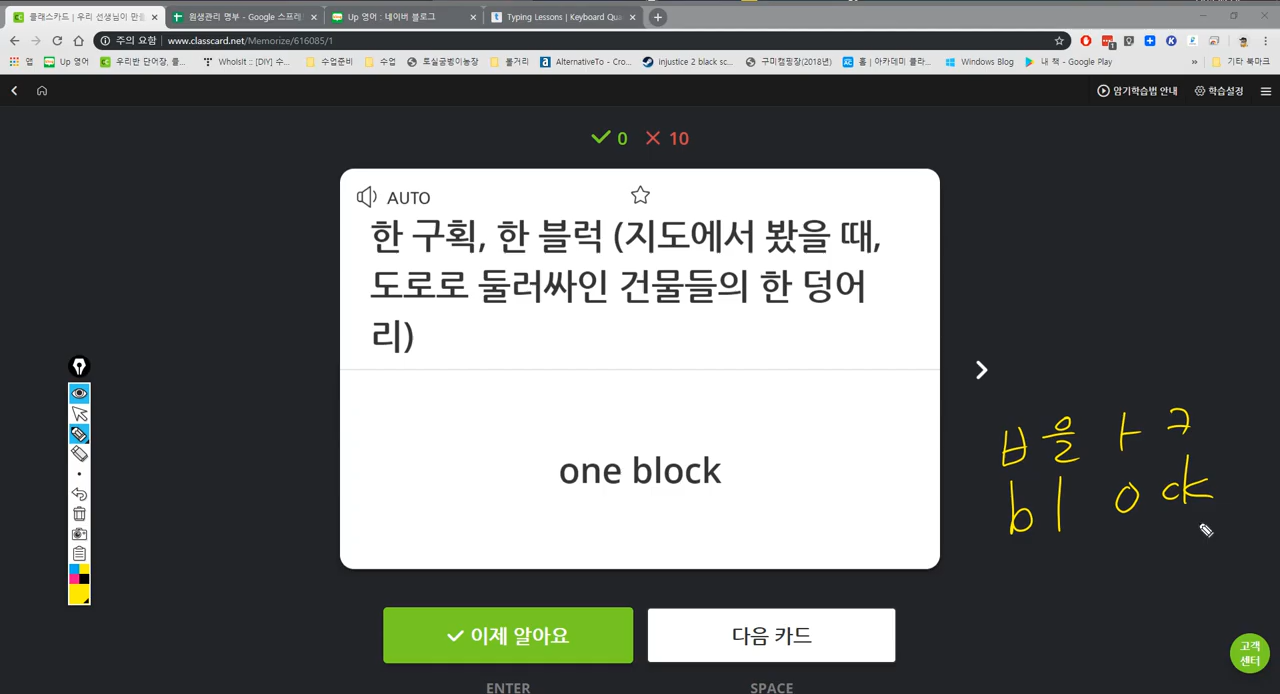 클래스카드 | 우리 선생님이 만들
원생관리 명부 - Google 스프레
Up 영어 : 네이버 블로그
Typing Lessons | Keyboard Qua
주의 요함 | www.classcard.net/Memorize/616085/1
앱 Up 영어 우리반 단어장, 클... WhoIsIt :: [DIY] 수... 수업준비 수업 토실굼벵이농장 볼거리 AlternativeTo - Cro... injustice 2 black sc... 구미캠핑장(2018년) 홈 | 아카데미 클라... Windows Blog 내 책 - Google Play » 기타 북마크
암기학습법 안내 학습설정
0 10
AUTO
한 구획, 한 블럭 (지도에서 봤을 때,
도로로 둘러싸인 건물들의 한 덩어
리)
one block
ㅂ 을 ㅏ ㅋ
b l o ck
이제 알아요 다음 카드
고객
센터
ENTER SPACE